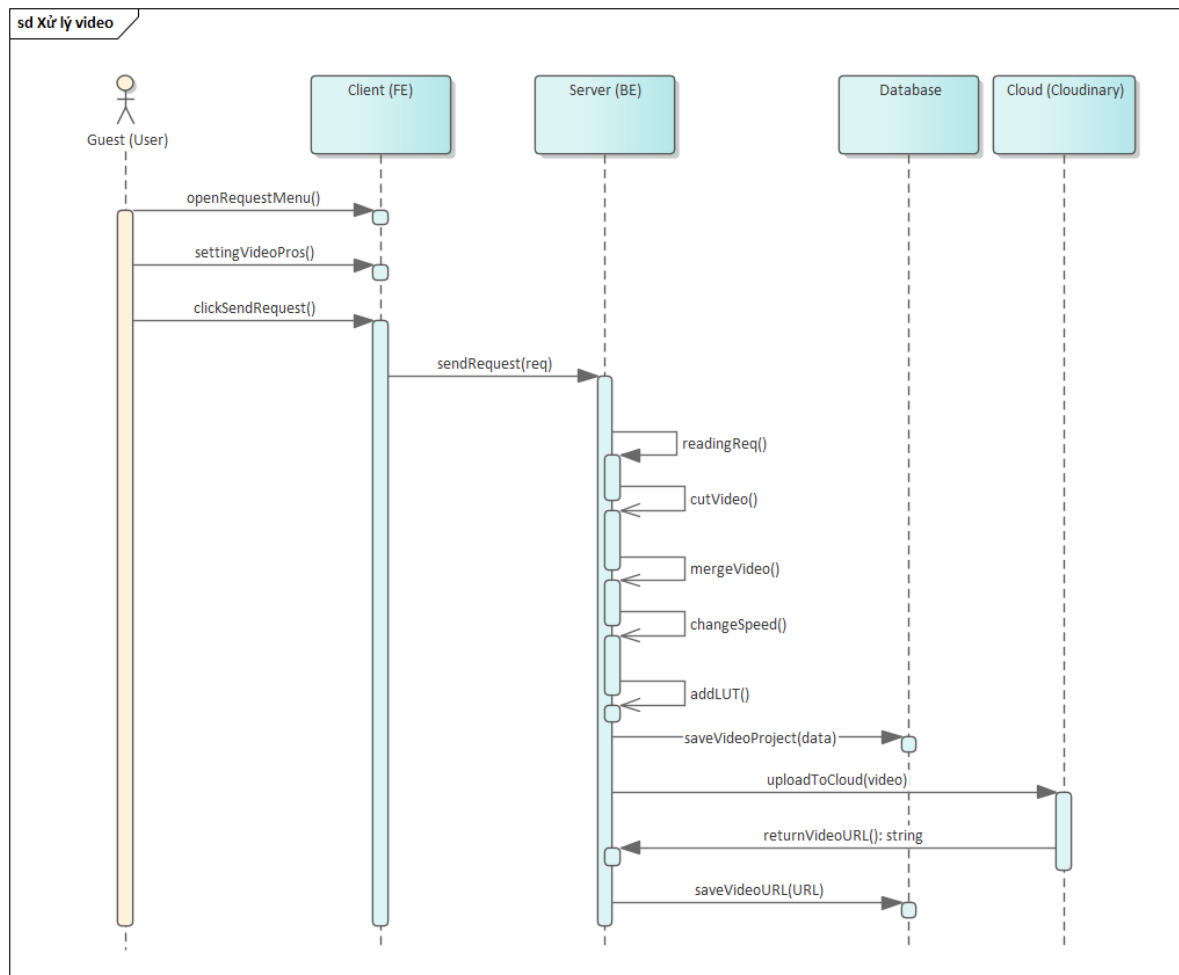 sd Xử lý video
Guest (User)
Client (FE)
Server (BE)
Database
Cloud (Cloudinary)
openRequestMenu()
settingVideoPros()
clickSendRequest()
sendRequest(req)
readingReq()
cutVideo()
mergeVideo()
changeSpeed()
addLUT()
saveVideoProject(data)
uploadToCloud(video)
returnVideoURL(): string
saveVideoURL(URL)